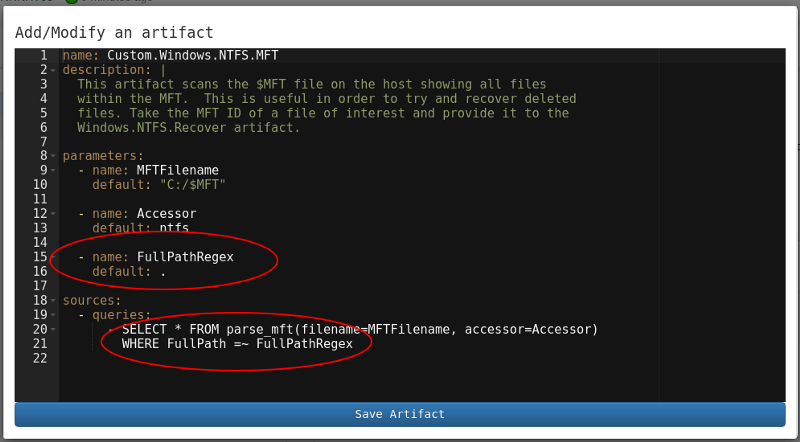 Add/Modify an artifact
1 name: Custom.Windows.NTFS.MFT
2 description: |
3 This artifact scans the $MFT file on the host showing all files
4 within the MFT.  This is useful in order to try and recover deleted
5 files. Take the MFT ID of a file of interest and provide it to the
6 Windows.NTFS.Recover artifact.
7
8 parameters:
9 - name: MFTFilename
10 default: "C:/$MFT"
11
12 - name: Accessor
13 default: ntfs
14
15 - name: FullPathRegex
16 default: .
17
18 sources:
19 - queries:
20 - SELECT * FROM parse_mft(filename=MFTFilename, accessor=Accessor)
21 WHERE FullPath =~ FullPathRegex
22
Save Artifact